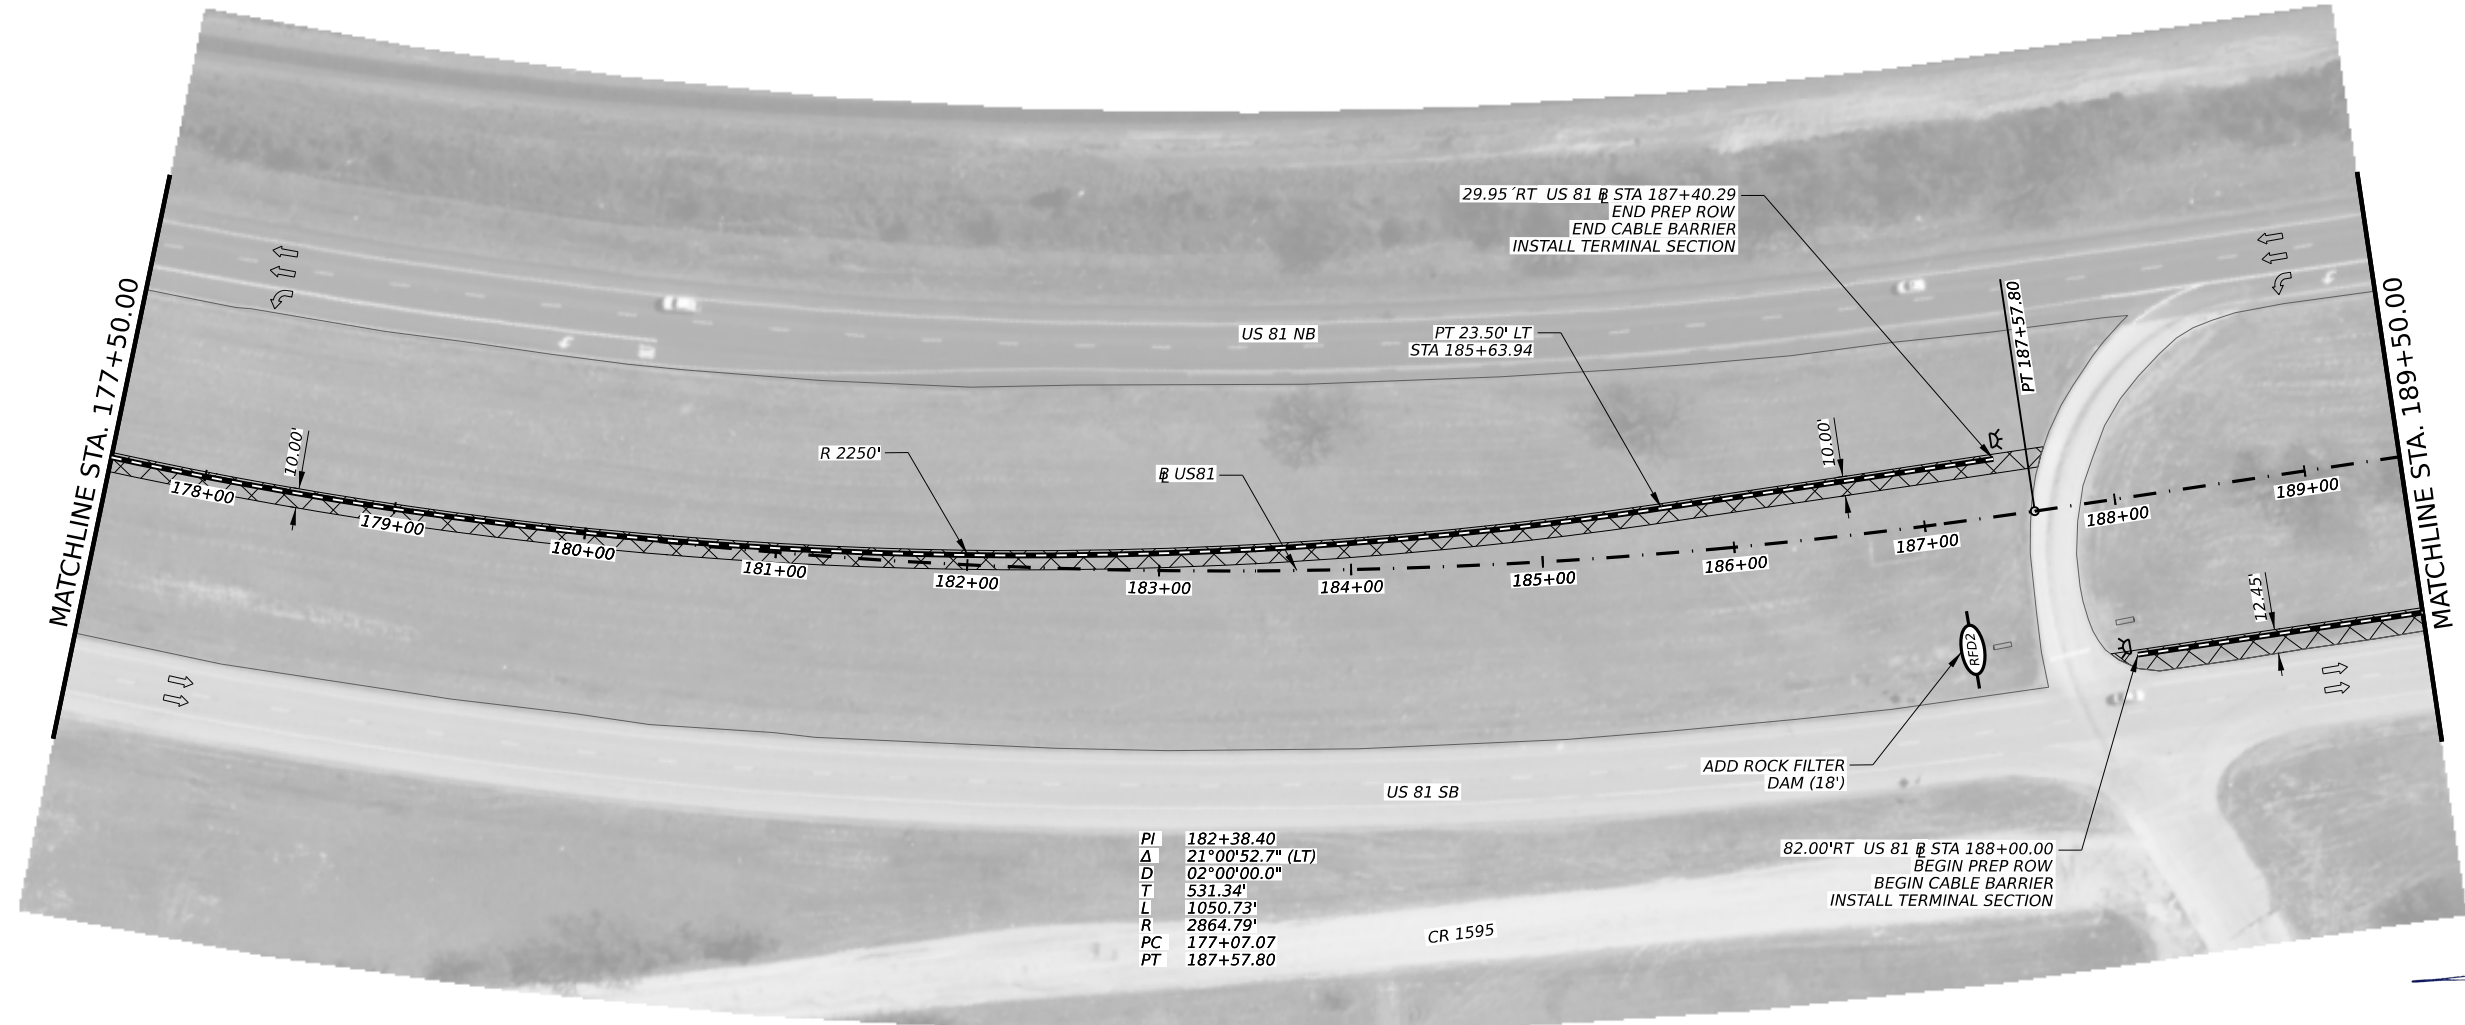 29.95´RT US 81 ℄ STA 187+40.29
END PREP ROW
END CABLE BARRIER
INSTALL TERMINAL SECTION
MATCHLINE STA. 177+50.00
MATCHLINE STA. 189+50.00
PT 187+57.80
US 81 NB
PT 23.50' LT
STA 185+63.94
10.00'
R 2250'
US81
10.00'
178+00
179+00
180+00
181+00
182+00
183+00
184+00
185+00
186+00
187+00
188+00
189+00
12.45'
RFD2
ADD ROCK FILTER
DAM (18')
US 81 SB
PI 182+38.40
Δ 21°00'52.7" (LT)
D 02°00'00.0"
T 531.34'
L 1050.73'
R 2864.79'
PC 177+07.07
PT 187+57.80
82.00'RT US 81 ℄ STA 188+00.00
BEGIN PREP ROW
BEGIN CABLE BARRIER
INSTALL TERMINAL SECTION
CR 1595